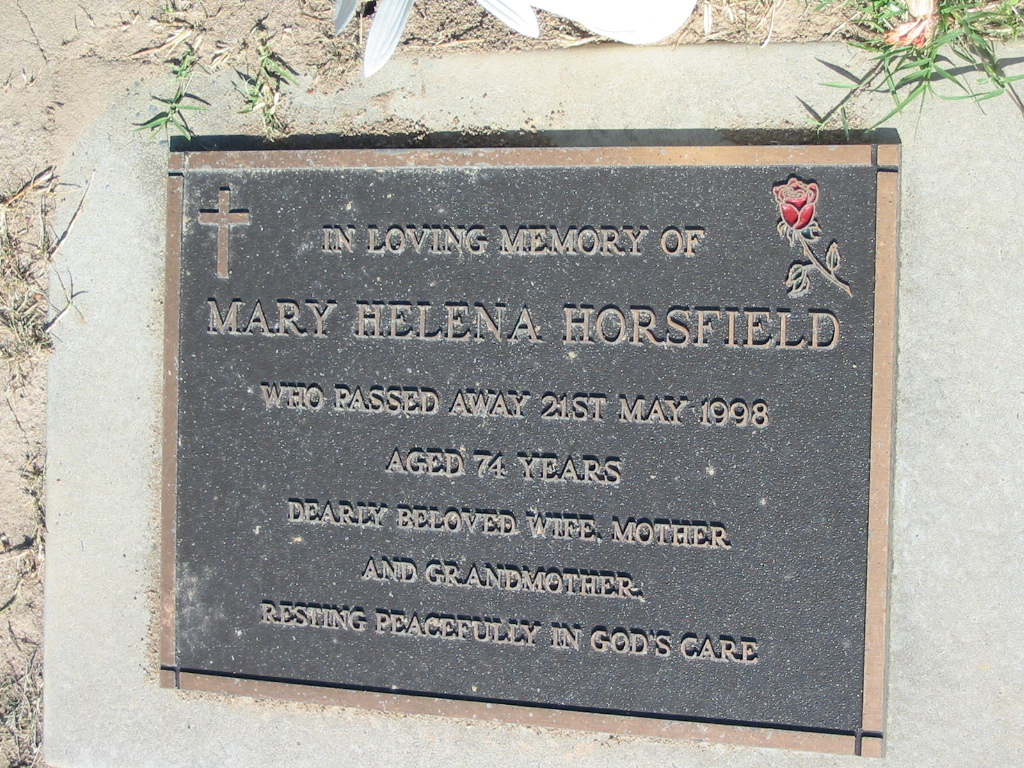 IN LOVING MEMORY OF
MARY HELENA HORSFIELD
WHO PASSED AWAY 21ST MAY 1998
AGED 74 YEARS
DEARLY BELOVED WIFE, MOTHER
AND GRANDMOTHER.
RESTING PEACEFULLY IN GOD'S CARE